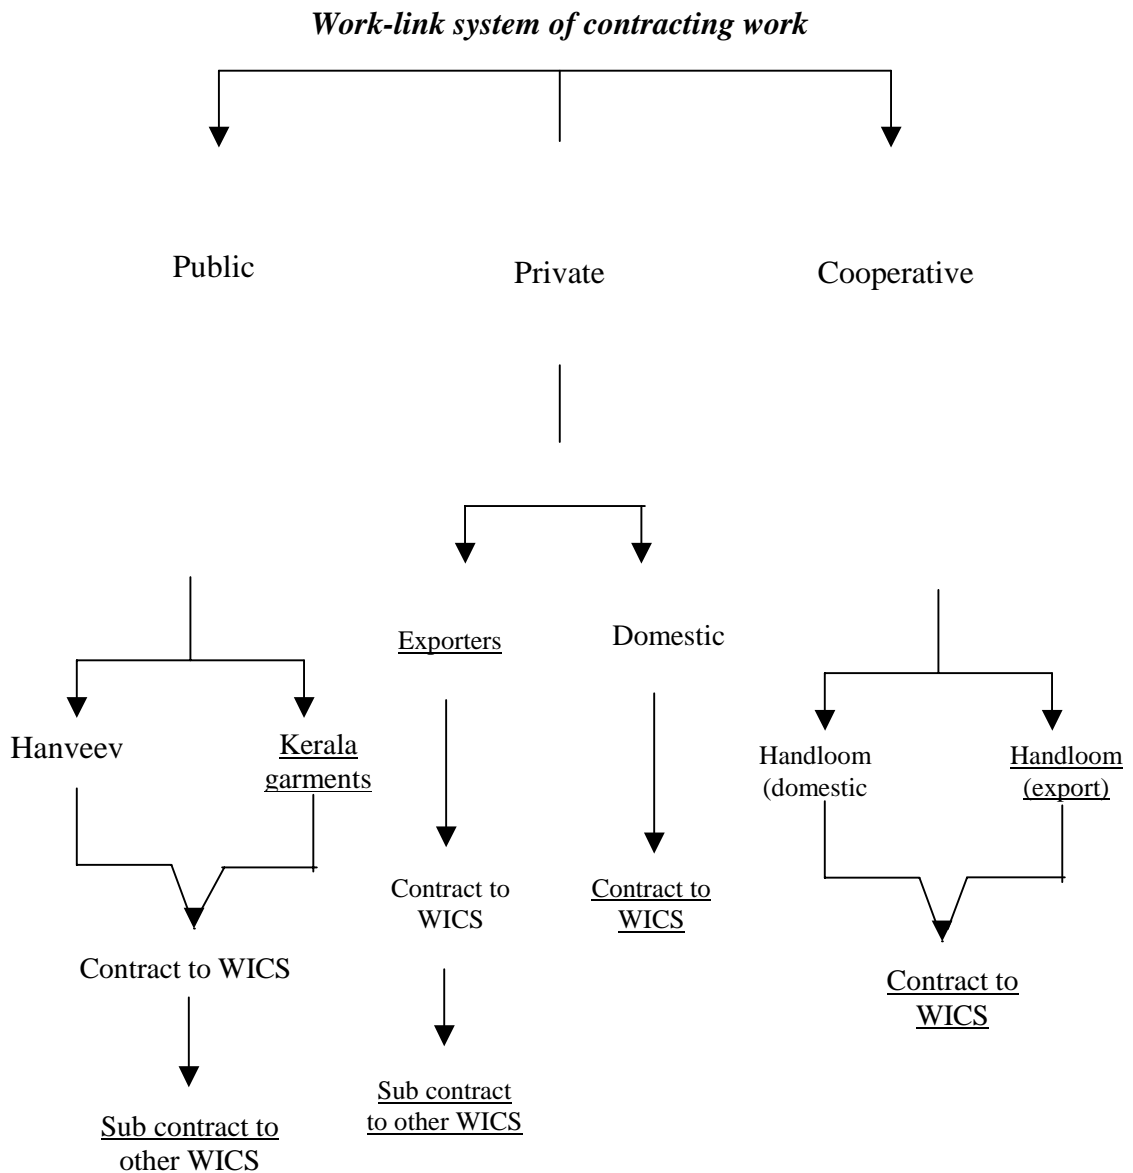 Work-link system of contracting work
Public
Private
Cooperative
Exporters
Domestic
Hanveev
Kerala
garments
Handloom
(domestic
Handloom
(export)
Contract to
WICS
Contract to
WICS
Contract to WICS
Contract to
WICS
Sub contract
to other WICS
Sub contract to
other WICS